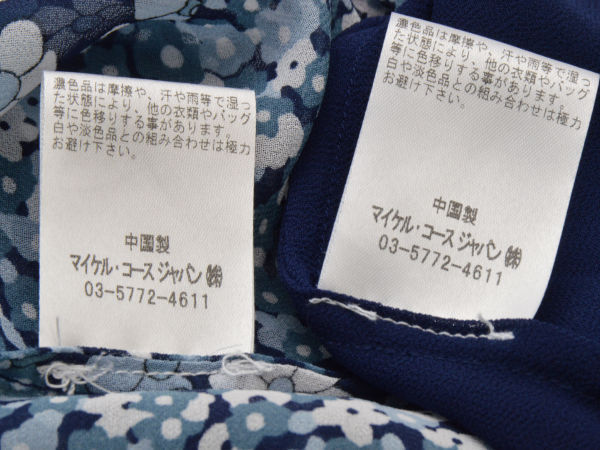 濃色品は摩擦や、汗や雨等で湿っ
た状態により、他の衣類やバッグ
等に色移りする事があります。
白や淡色品との組み合わせは極力
お避け下さい。
中国製
マイケル・コース ジャパン ㈱
03-5772-4611
濃色品は摩擦や、汗や雨等で湿っ
た状態により、他の衣類やバッグ
等に色移りする事があります。
白や淡色品との組み合わせは極力
お避け下さい。
中国製
マイケル・コース ジャパン ㈱
03-5772-4611